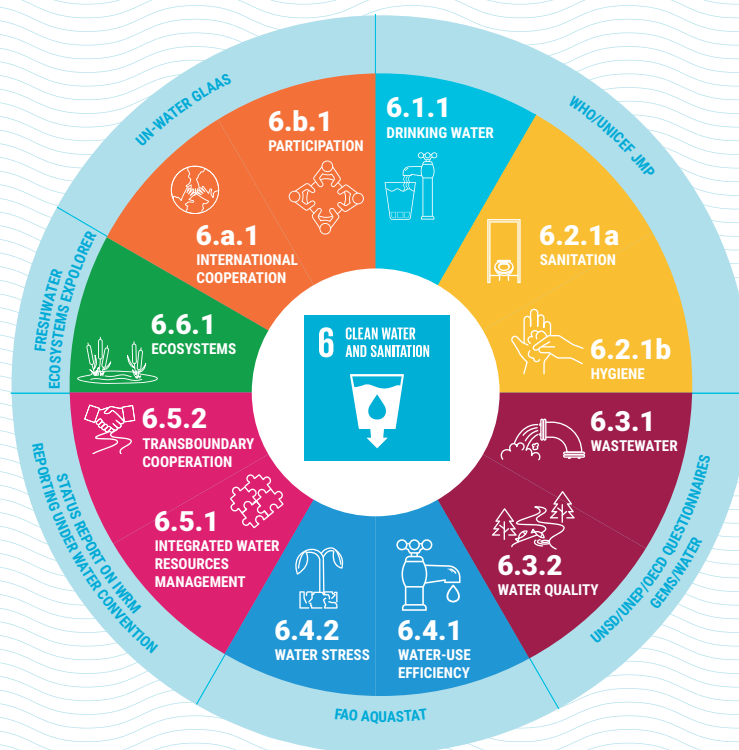 UN-WATER GLAAS
WHO/UNICEF JMP
6.b.1
PARTICIPATION
6.1.1
DRINKING WATER
6.a.1
INTERNATIONAL
COOPERATION
6.2.1a
SANITATION
FRESHWATER
ECOSYSTEMS EXPOLORER
6.6.1
ECOSYSTEMS
6 CLEAN WATER
AND SANITATION
6.2.1b
HYGIENE
6.5.2
TRANSBOUNDARY
COOPERATION
6.3.1
WASTEWATER
STATUS REPORT ON IWRM
REPORTING UNDER WATER CONVENTION
6.5.1
INTEGRATED WATER
RESOURCES
MANAGEMENT
6.3.2
WATER QUALITY
UNSD/UNEP/OECD QUESTIONNAIRES
GEMS/WATER
6.4.2
WATER STRESS
6.4.1
WATER-USE
EFFICIENCY
FAO AQUASTAT